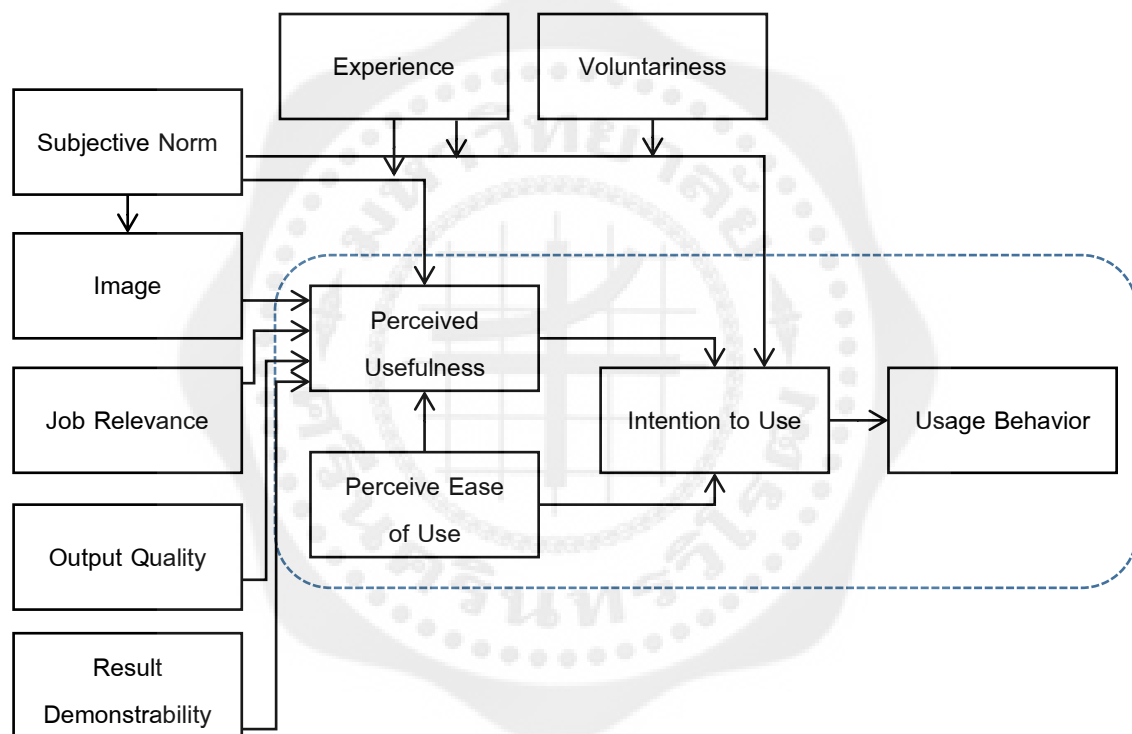 Experience
Voluntariness
Subjective Norm
Image
Perceived
Usefulness
Job Relevance
Intention to Use
Usage Behavior
Perceive Ease
of Use
Output Quality
Result
Demonstrability